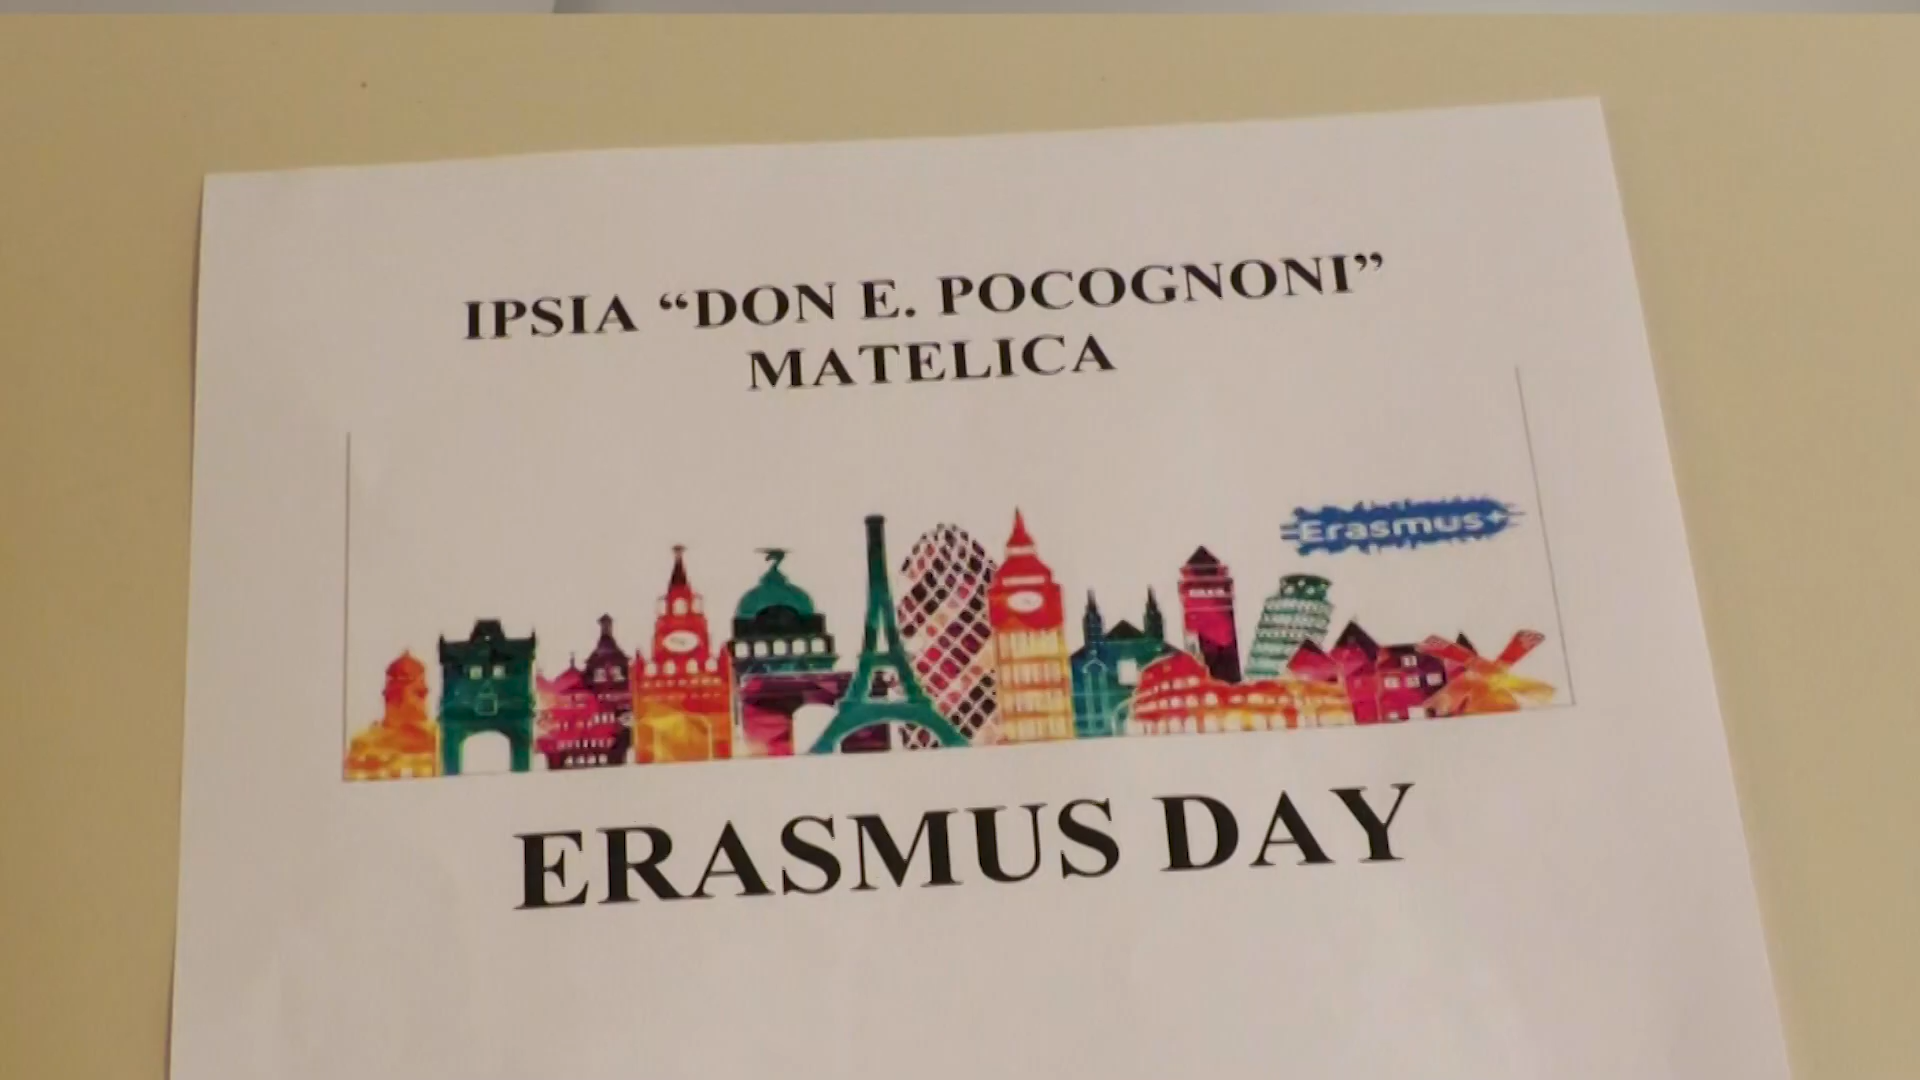 IPSIA “DON E. POCOGNONI”
MATELICA
Erasmus+
ERASMUS DAY